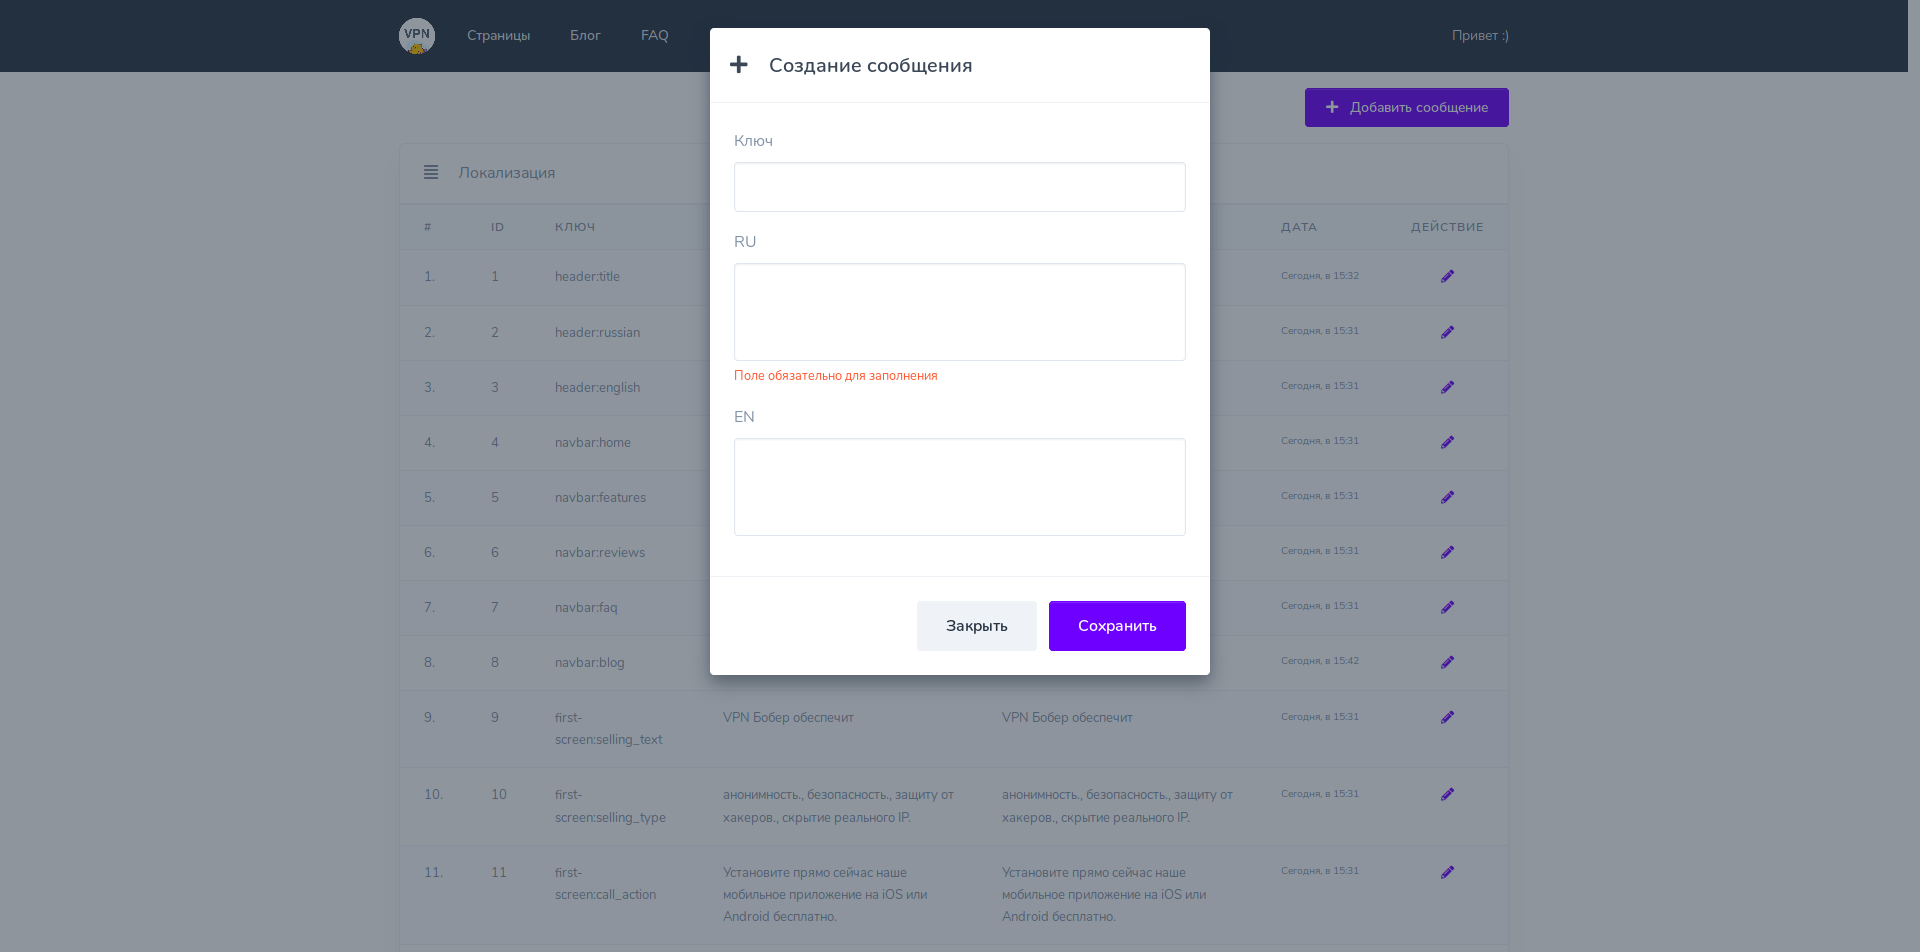 VPN
Страницы
Блог
FAQ
Привет :)
Добавить сообщение
Создание сообщения
Ключ
RU
Поле обязательно для заполнения
EN
Закрыть
Сохранить
Локализация
#
ID
КЛЮЧ
ДАТА
ДЕЙСТВИЕ
1.
1
header:title
Сегодня, в 15:32
2.
2
header:russian
Сегодня, в 15:31
3.
3
header:english
Сегодня, в 15:31
4.
4
navbar:home
Сегодня, в 15:31
5.
5
navbar:features
Сегодня, в 15:31
6.
6
navbar:reviews
Сегодня, в 15:31
7.
7
navbar:faq
Сегодня, в 15:31
8.
8
navbar:blog
Сегодня, в 15:42
9.
9
first-
screen:selling_text
VPN Бобер обеспечит
VPN Бобер обеспечит
Сегодня, в 15:31
10.
10
first-
screen:selling_type
анонимность., безопасность., защиту от
хакеров., скрытие реального IP.
анонимность., безопасность., защиту от
хакеров., скрытие реального IP.
Сегодня, в 15:31
11.
11
first-
screen:call_action
Установите прямо сейчас наше
мобильное приложение на iOS или
Android бесплатно.
Установите прямо сейчас наше
мобильное приложение на iOS или
Android бесплатно.
Сегодня, в 15:31